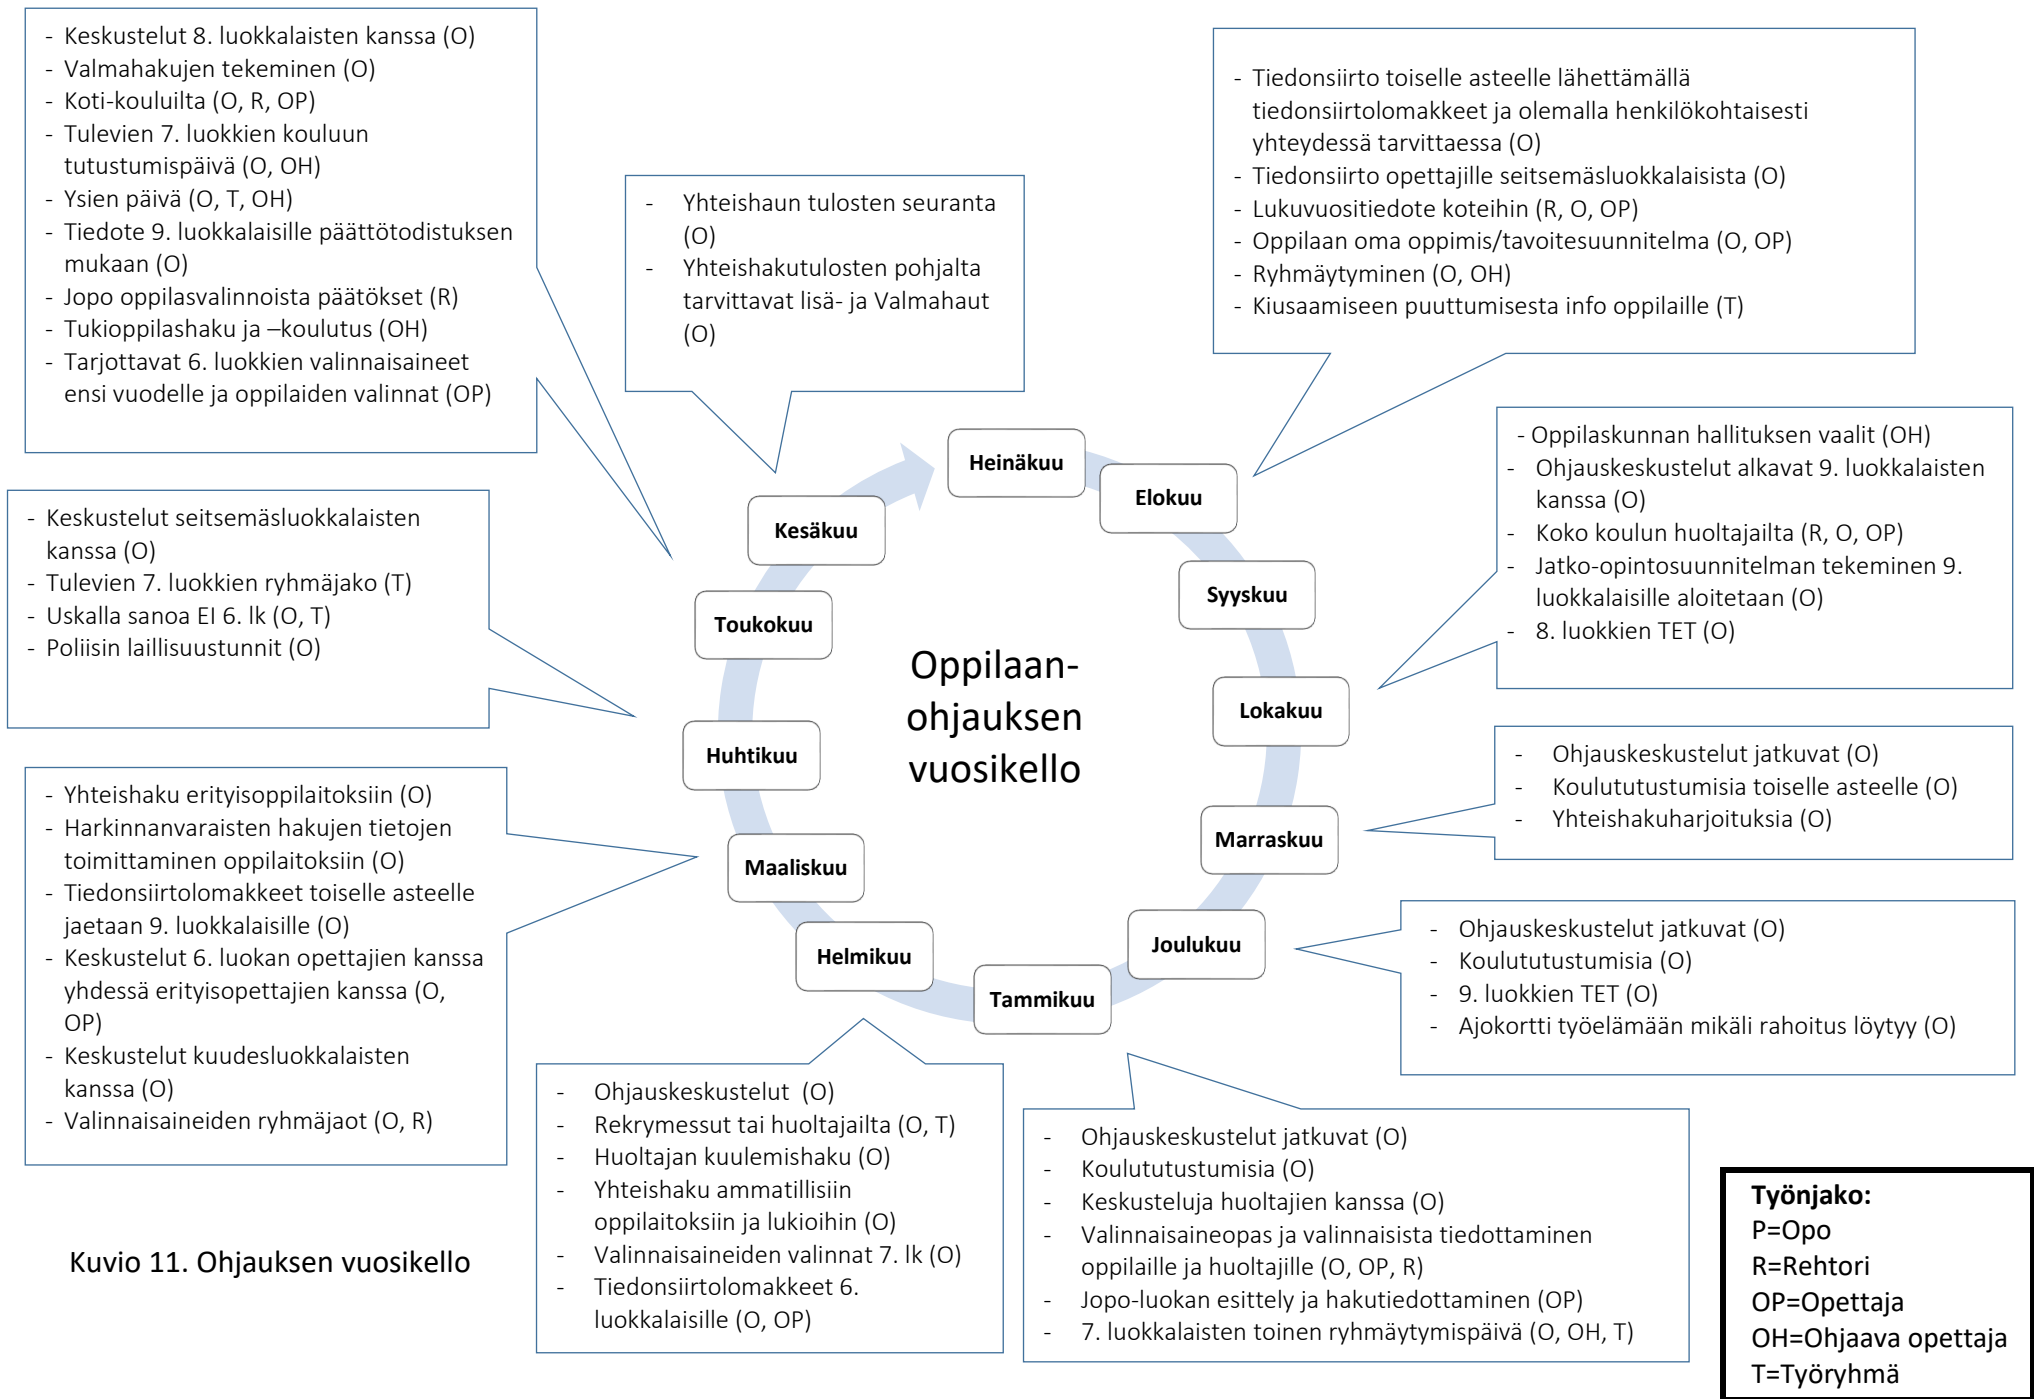 - Keskustelut 8. luokkalaisten kanssa (O)
- Valmahakujen tekeminen (O)
- Koti-kouluilta (O, R, OP)
- Tulevien 7. luokkien kouluun
tutustumispäivä (O, OH)
- Ysien päivä (O, T, OH)
- Tiedote 9. luokkalaisille päättötodistuksen
mukaan (O)
- Jopo oppilasvalinnoista päätökset (R)
- Tukioppilashaku ja –koulutus (OH)
- Tarjottavat 6. luokkien valinnaisaineet
ensi vuodelle ja oppilaiden valinnat (OP)
- Yhteishaun tulosten seuranta
(O)
- Yhteishakutulosten pohjalta
tarvittavat lisä- ja Valmahaut
(O)
- Tiedonsiirto toiselle asteelle lähettämällä
tiedonsiirtolomakkeet ja olemalla henkilökohtaisesti
yhteydessä tarvittaessa (O)
- Tiedonsiirto opettajille seitsemäsluokkalaisista (O)
- Lukuvuositiedote koteihin (R, O, OP)
- Oppilaan oma oppimis/tavoitesuunnitelma (O, OP)
- Ryhmäytyminen (O, OH)
- Kiusaamiseen puuttumisesta info oppilaille (T)
- Oppilaskunnan hallituksen vaalit (OH)
- Ohjauskeskustelut alkavat 9. luokkalaisten
kanssa (O)
- Koko koulun huoltajailta (R, O, OP)
- Jatko-opintosuunnitelman tekeminen 9.
luokkalaisille aloitetaan (O)
- 8. luokkien TET (O)
- Keskustelut seitsemäsluokkalaisten
kanssa (O)
- Tulevien 7. luokkien ryhmäjako (T)
- Uskalla sanoa EI 6. lk (O, T)
- Poliisin laillisuustunnit (O)
Heinäkuu
Elokuu
Syyskuu
Lokakuu
Marraskuu
Joulukuu
Tammikuu
Helmikuu
Maaliskuu
Huhtikuu
Toukokuu
Kesäkuu
Oppilaan-
ohjauksen
vuosikello
- Ohjauskeskustelut jatkuvat (O)
- Koulututustumisia toiselle asteelle (O)
- Yhteishakuharjoituksia (O)
- Yhteishaku erityisoppilaitoksiin (O)
- Harkinnanvaraisten hakujen tietojen
toimittaminen oppilaitoksiin (O)
- Tiedonsiirtolomakkeet toiselle asteelle
jaetaan 9. luokkalaisille (O)
- Keskustelut 6. luokan opettajien kanssa
yhdessä erityisopettajien kanssa (O,
OP)
- Keskustelut kuudesluokkalaisten
kanssa (O)
- Valinnaisaineiden ryhmäjaot (O, R)
- Ohjauskeskustelut jatkuvat (O)
- Koulututustumisia (O)
- 9. luokkien TET (O)
- Ajokortti työelämään mikäli rahoitus löytyy (O)
- Ohjauskeskustelut (O)
- Rekrymessut tai huoltajailta (O, T)
- Huoltajan kuulemishaku (O)
- Yhteishaku ammatillisiin
oppilaitoksiin ja lukioihin (O)
- Valinnaisaineiden valinnat 7. lk (O)
- Tiedonsiirtolomakkeet 6.
luokkalaisille (O, OP)
- Ohjauskeskustelut jatkuvat (O)
- Koulututustumisia (O)
- Keskusteluja huoltajien kanssa (O)
- Valinnaisaineopas ja valinnaisista tiedottaminen
oppilaille ja huoltajille (O, OP, R)
- Jopo-luokan esittely ja hakutiedottaminen (OP)
- 7. luokkalaisten toinen ryhmäytymispäivä (O, OH, T)
Kuvio 11. Ohjauksen vuosikello
Työnjako:
P=Opo
R=Rehtori
OP=Opettaja
OH=Ohjaava opettaja
T=Työryhmä